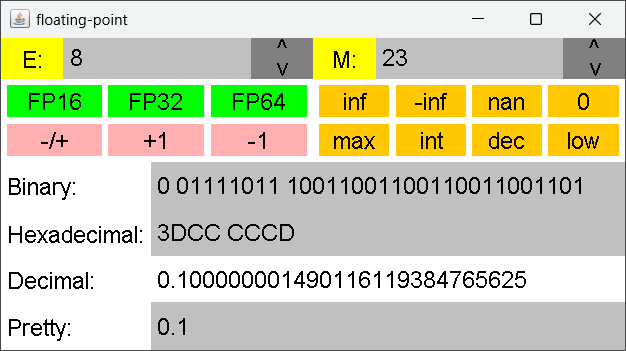 floating-point
E: 8 ^ v M: 23 ^ v
FP16 FP32 FP64 inf -inf nan 0
-/+ +1 -1 max int dec low
Binary: 0 01111011 10011001100110011001101
Hexadecimal: 3DCC CCCD
Decimal: 0.100000001490116119384765625
Pretty: 0.1